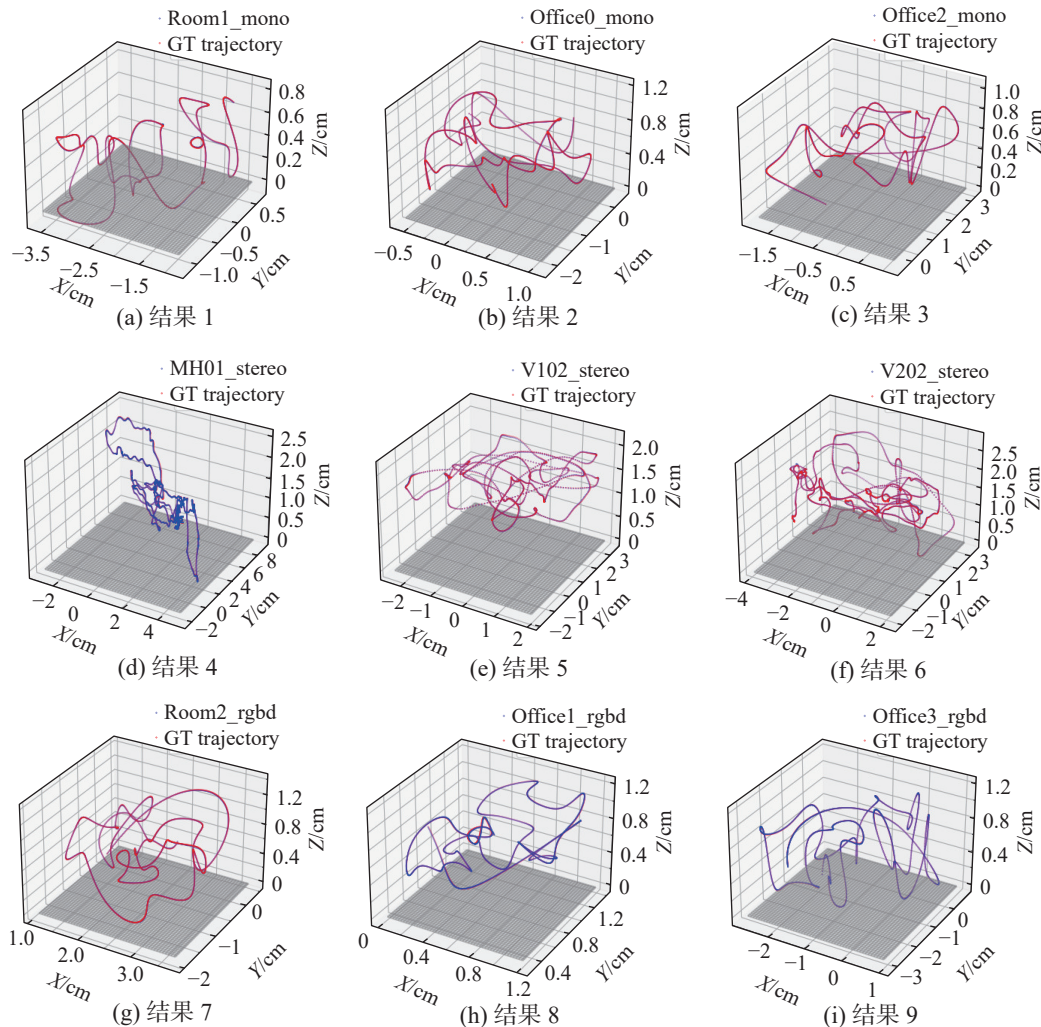 Room1_mono
GT trajectory
0.8
0.6
0.4
0.2
0
Z/cm
−3.5
−2.5
−1.5
X/cm
0.5
0
−0.5
−1.0
Y/cm
(a) 结果 1
Office0_mono
GT trajectory
1.2
0.8
0.4
0
Z/cm
−0.5
0
0.5
1.0
X/cm
0
−1
−2
Y/cm
(b) 结果 2
Office2_mono
GT trajectory
1.0
0.8
0.6
0.4
0.2
0
Z/cm
−1.5
−0.5
0.5
X/cm
3
2
1
0
Y/cm
(c) 结果 3
MH01_stereo
GT trajectory
2.5
2.0
1.5
1.0
0.5
0
Z/cm
−2
0
2
4
X/cm
8
6
4
2
0
−2
Y/cm
(d) 结果 4
V102_stereo
GT trajectory
2.0
1.5
1.0
0.5
0
Z/cm
−2
−1
0
1
2
X/cm
3
2
1
0
−1
−2
Y/cm
(e) 结果 5
V202_stereo
GT trajectory
2.5
2.0
1.5
1.0
0.5
0
Z/cm
−4
−2
0
2
X/cm
3
2
1
0
−1
−2
Y/cm
(f) 结果 6
Room2_rgbd
GT trajectory
1.2
0.8
0.4
0
Z/cm
1.0
2.0
3.0
X/cm
0
−1
−2
Y/cm
(g) 结果 7
Office1_rgbd
GT trajectory
1.2
0.8
0.4
0
Z/cm
0
0.4
0.8
1.2
X/cm
1.2
0.8
0.4
Y/cm
(h) 结果 8
Office3_rgbd
GT trajectory
1.2
0.8
0.4
0
Z/cm
−2
−1
0
1
X/cm
0
−1
−2
−3
Y/cm
(i) 结果 9